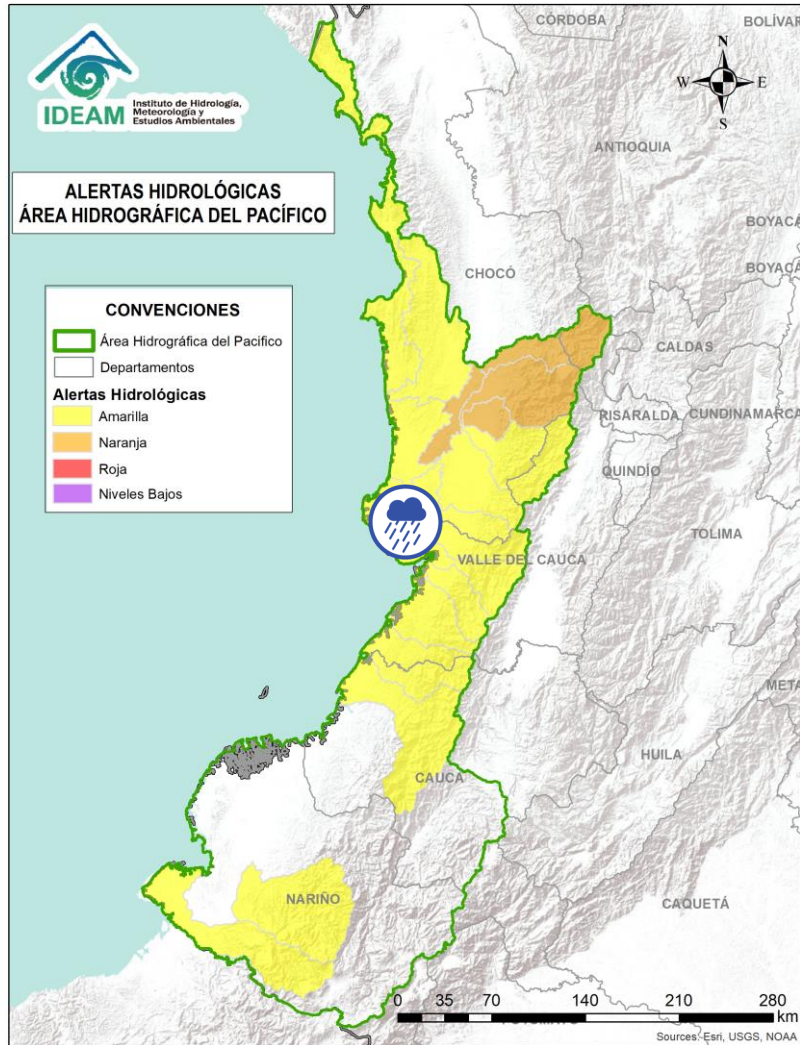 CÓRDOBA
BOLÍVAR
IDEAM
Instituto de Hidrología,
Meteorología y
Estudios Ambientales
N
W E
S
ANTIOQUIA
ALERTAS HIDROLÓGICAS
ÁREA HIDROGRÁFICA DEL PACÍFICO
BOYACÁ
CHOCÓ
BOYACÁ
CONVENCIONES
Área Hidrográfica del Pacifico
Departamentos
Alertas Hidrológicas
Amarilla
Naranja
Roja
Niveles Bajos
CALDAS
RISARALDA
CUNDINAMARCA
QUINDÍO
TOLIMA
VALLE DEL CAUCA
META
HUILA
CAUCA
NARIÑO
CAQUETÁ
0 35 70 140 210 280
km
Sources: Esri, USGS, NOAA